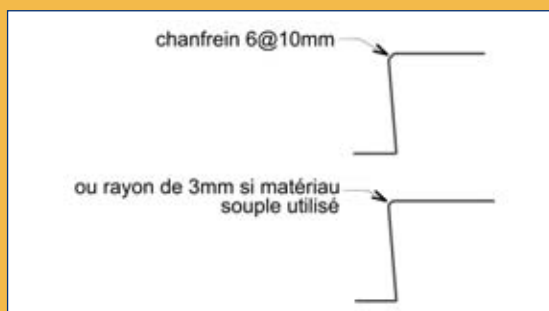 chanfrein 6@10mm
ou rayon de 3mm si matériau
souple utilisé